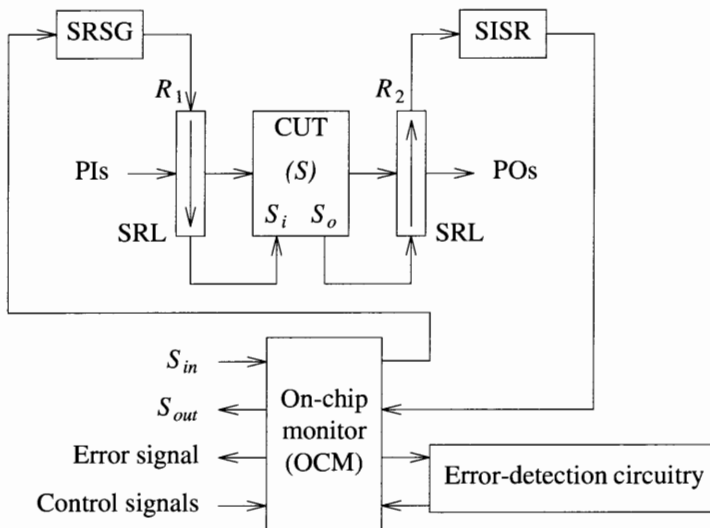 SRSG
SISR
R1
R2
CUT
(S)
PIs
POs
Si So
SRL
SRL
Sin
Sout
On-chip
monitor
(OCM)
Error signal
Error-detection circuitry
Control signals